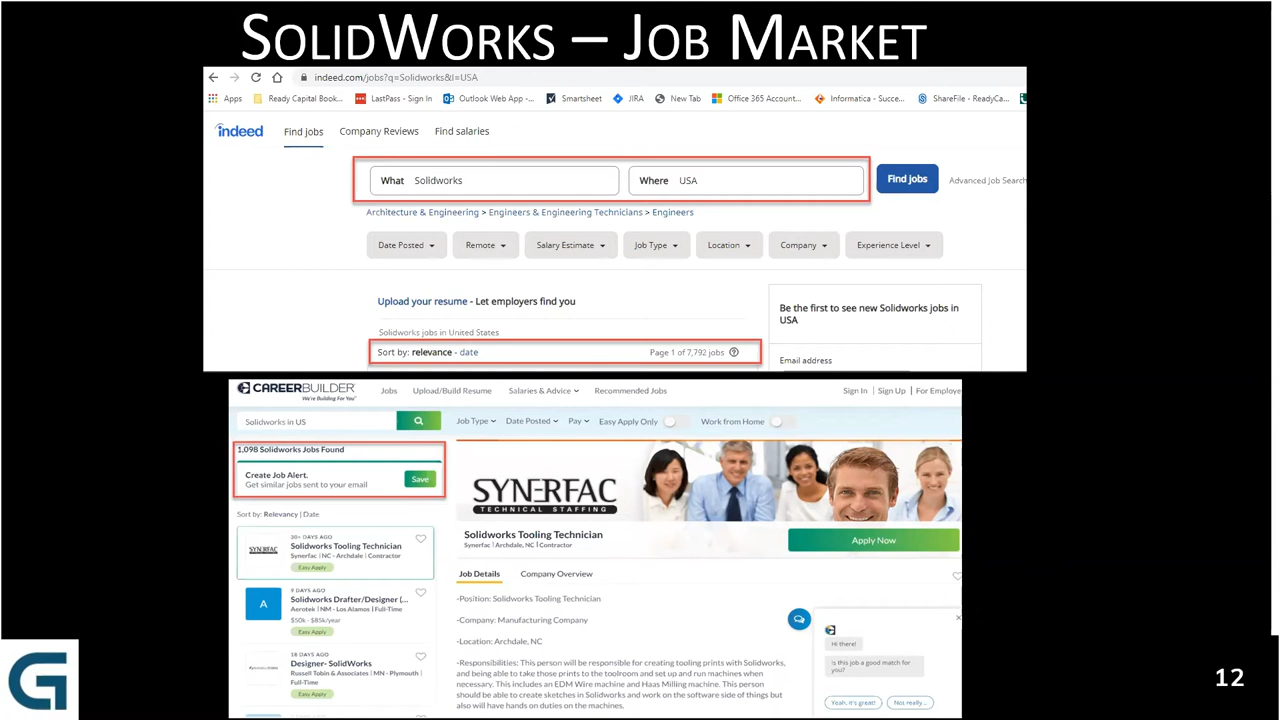 SOLIDWORKS – JOB MARKET
indeed.com/jobs?q=Solidworks&l=USA
Apps Ready Capital Book... LastPass - Sign In Outlook Web App -... Smartsheet JIRA New Tab Office 365 Account... Informatica - Succe... ShareFile - ReadyCa...
indeed Find jobs Company Reviews Find salaries
What Solidworks Where USA Find jobs Advanced Job Search
Architecture & Engineering > Engineers & Engineering Technicians > Engineers
Date Posted Remote Salary Estimate Job Type Location Company Experience Level
Upload your resume - Let employers find you
Be the first to see new Solidworks jobs in
USA
Solidworks jobs in United States
Sort by: relevance - date Page 1 of 7,792 jobs
Email address
CAREERBUILDER Jobs Upload/Build Resume Salaries & Advice Recommended Jobs Sign In | Sign Up | For Employe
We're Building For You
Solidworks in US Job Type Date Posted Pay Easy Apply Only Work from Home
1,098 Solidworks Jobs Found
Create Job Alert.
Get similar jobs sent to your email
Save
Sort by: Relevancy | Date
SYNERFAC
TECHNICAL STAFFING
Solidworks Tooling Technician
Synerfac | Archdale, NC | Contractor
Apply Now
SYNERFAC
30+ DAYS AGO
Solidworks Tooling Technician
Synerfac | NC - Archdale | Contractor
Easy Apply
A
9 DAYS AGO
Solidworks Drafter/Designer (...
Aerotek | NM - Los Alamos | Full-Time
$50k - $85k/year
Easy Apply
18 DAYS AGO
Designer- SolidWorks
Russell Tobin & Associates | MN - Plymouth |
Full-Time
Easy Apply
Job Details Company Overview
-Position: Solidworks Tooling Technician
-Company: Manufacturing Company
-Location: Archdale, NC
-Responsibilities: This person will be responsible for creating tooling prints with Solidworks,
and being able to take those prints to the toolroom and set up and run machines when
necessary. This includes an EDM Wire machine and Haas Milling machine. This person
should be able to create sketches in Solidworks and work on the software side of things but
also will have hands on duties on the machines.
Hi there!
Is this job a good match for
you?
Yeah, it's great! Not really...
12